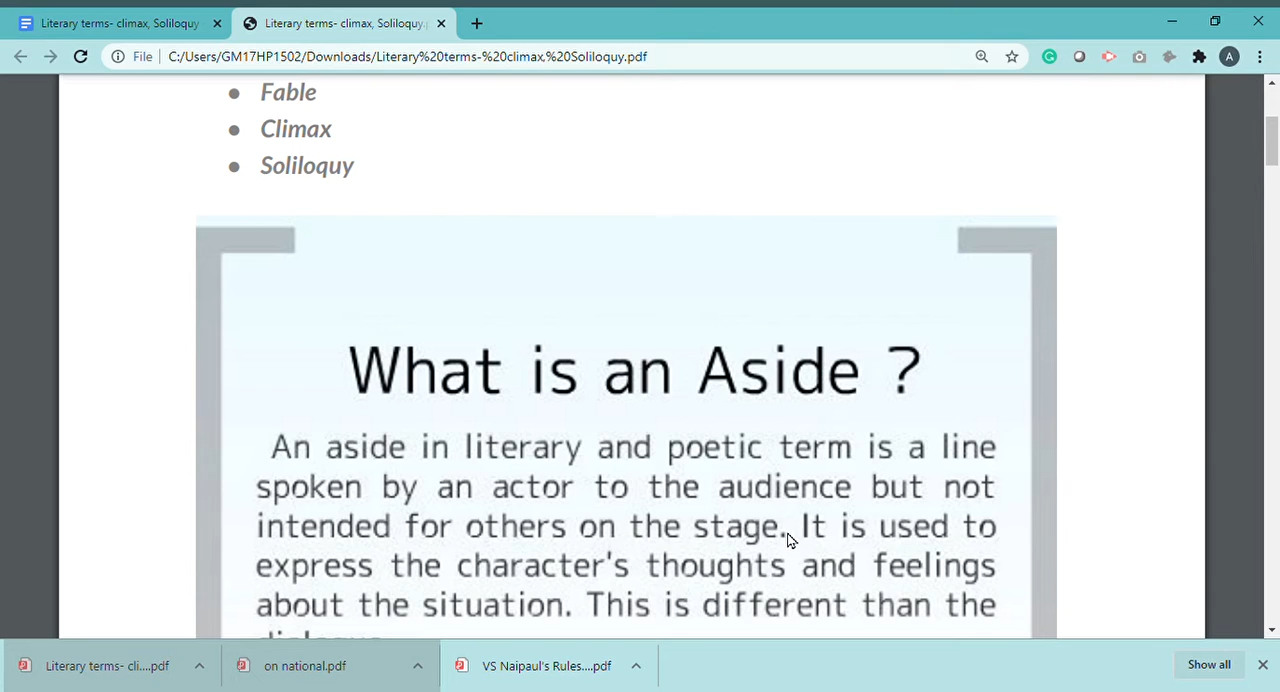 Literary terms- climax, Soliloquy
Literary terms- climax, Soliloquy.
File
C:/Users/GM17HP1502/Downloads/Literary%20terms-%20climax,%20Soliloquy.pdf
A
● Fable
● Climax
● Soliloquy
What is an Aside ?
An aside in literary and poetic term is a line
spoken by an actor to the audience but not
intended for others on the stage. It is used to
express the character's thoughts and feelings
about the situation. This is different than the
Literary terms- cli....pdf
on national.pdf
VS Naipaul's Rules....pdf
Show all